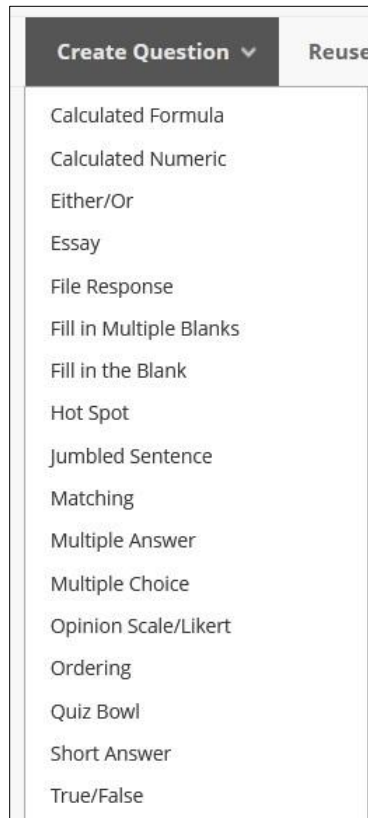 Create Question Reuse
Calculated Formula
Calculated Numeric
Either/Or
Essay
File Response
Fill in Multiple Blanks
Fill in the Blank
Hot Spot
Jumbled Sentence
Matching
Multiple Answer
Multiple Choice
Opinion Scale/Likert
Ordering
Quiz Bowl
Short Answer
True/False